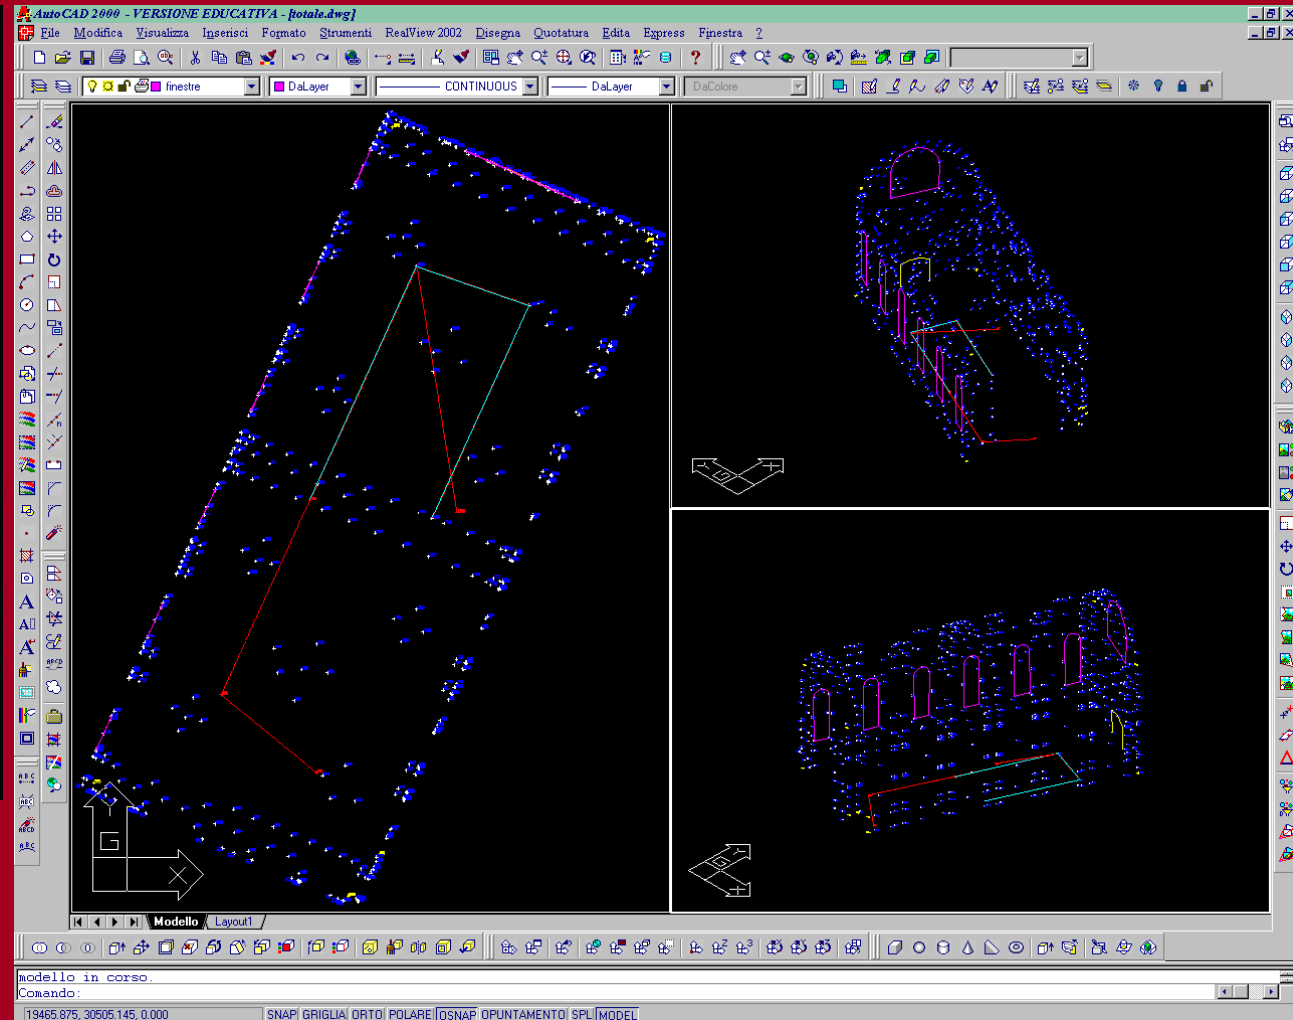 AutoCAD 2000 - VERSIONE EDUCATIVA - [totale.dwg]
File Modifica Visualizza Inserisci Formato Strumenti RealView 2002 Disegna Quotatura Edita Express Finestra ?
finestre DaLayer CONTINUOUS DaLayer DaColore
Y
G
X
Modello Layout1
modello in corso.
Comando:
19465.875, 30505.145, 0.000 SNAP GRIGLIA ORTO POLARE OSNAP OPUNTAMENTO SPL MODEL